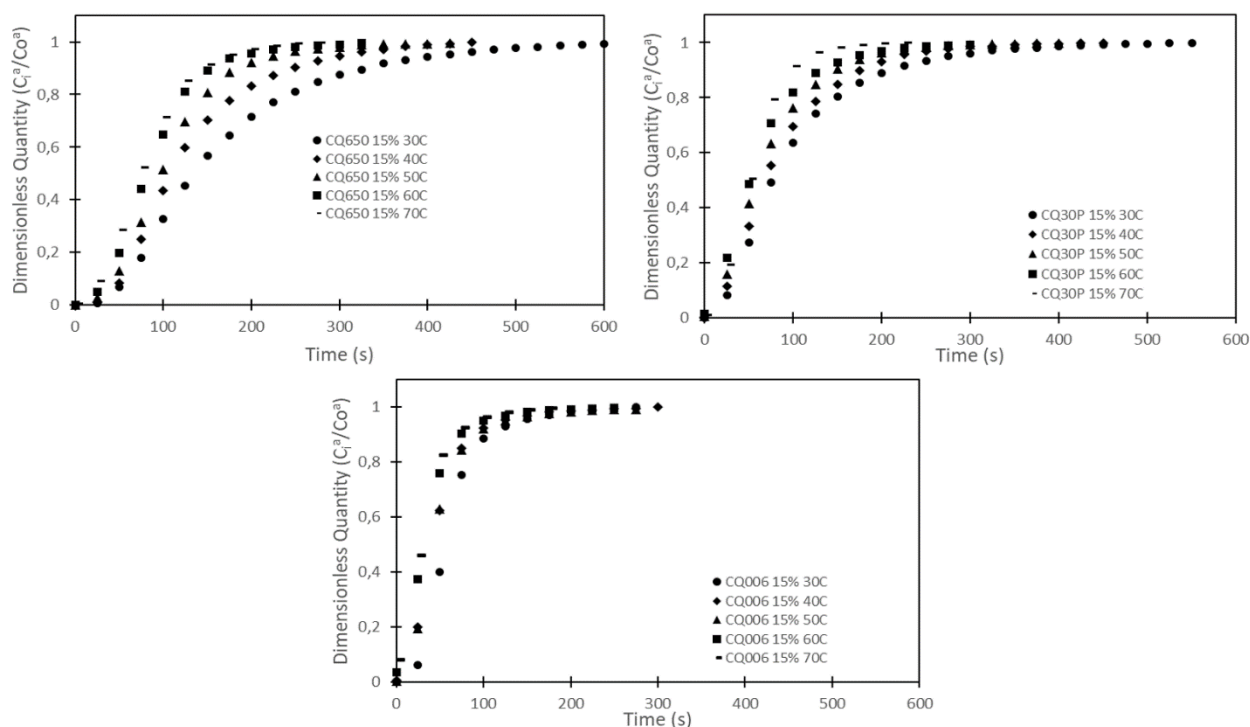 Dimensionless Quantity (Cᵢᵃ/Coᵃ)
1
0,8
0,6
0,4
0,2
0
0 100 200 300 400 500 600
Time (s)
CQ650 15% 30C
CQ650 15% 40C
CQ650 15% 50C
CQ650 15% 60C
CQ650 15% 70C
Dimensionless Quantity (Cᵢᵃ/Coᵃ)
1
0,8
0,6
0,4
0,2
0
0 100 200 300 400 500 600
Time (s)
CQ30P 15% 30C
CQ30P 15% 40C
CQ30P 15% 50C
CQ30P 15% 60C
CQ30P 15% 70C
Dimensionless Quantity (Cᵢᵃ/Coᵃ)
1
0,8
0,6
0,4
0,2
0
0 100 200 300 400 500 600
Time (s)
CQ006 15% 30C
CQ006 15% 40C
CQ006 15% 50C
CQ006 15% 60C
CQ006 15% 70C